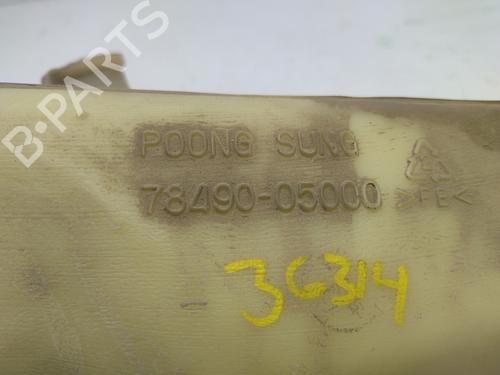 B-PARTS
POONG SUNG
78490-05000
>PE<
36314